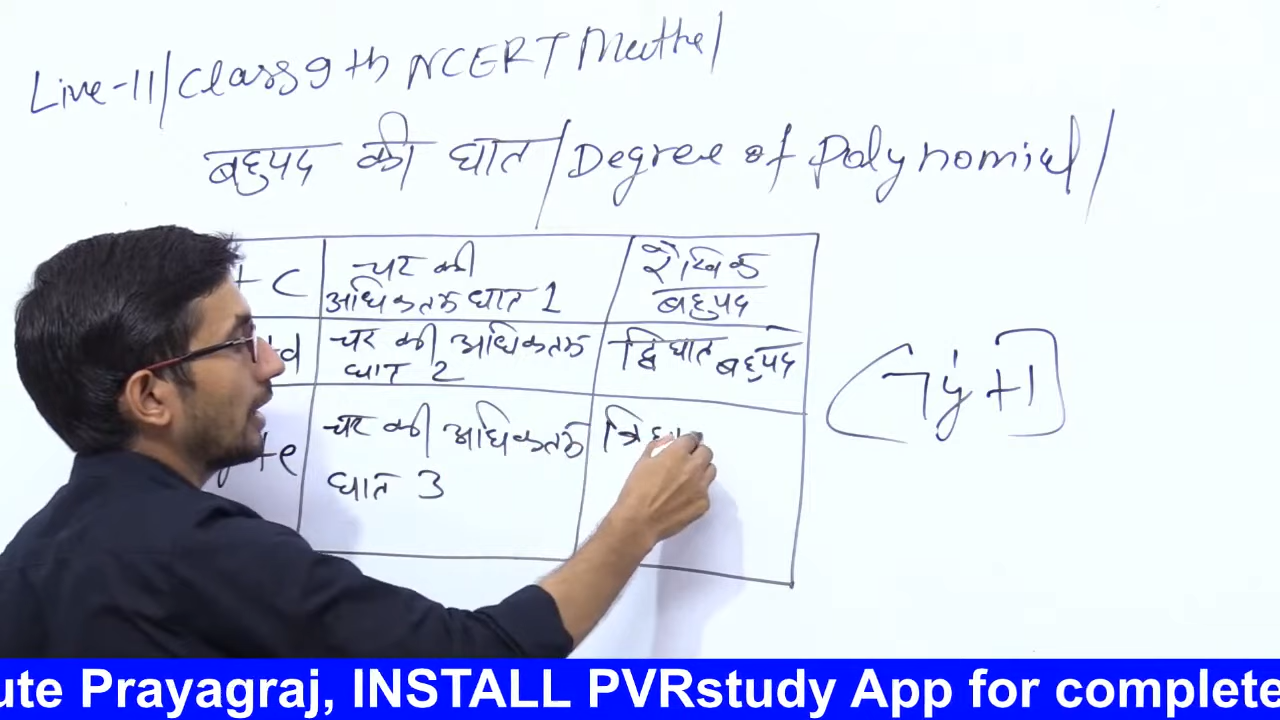 Live-11/Class 9th NCERT Maths/
बहुपद की घात/Degree of Polynomial/
+ C
चर की
अधिकतम घात 1
रैखिक
बहुपद
+d
चर की अधिकतम
घात 2
द्विघात बहुपद
7y+1
+e
चर की अधिकतम
घात 3
त्रिघा
ute Prayagraj, INSTALL PVRstudy App for complete